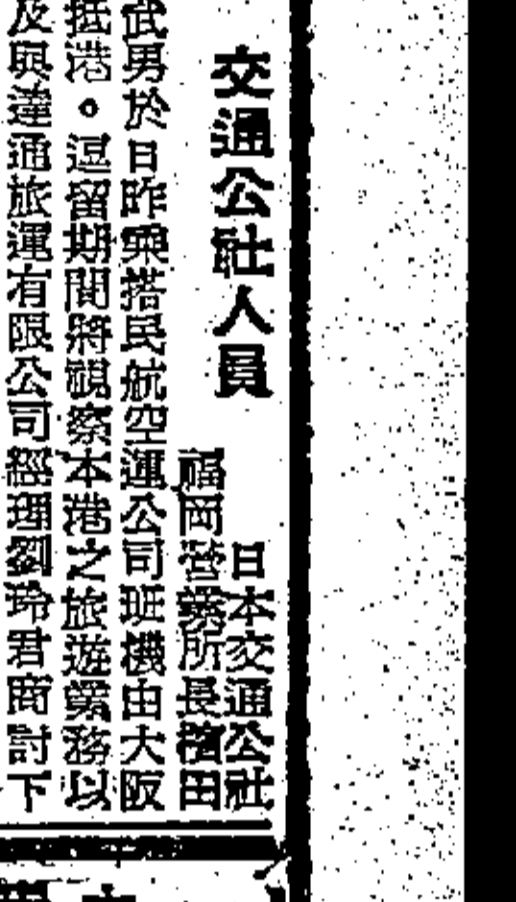 交通公社人員
日本交通公社
福岡營業所長濱田
武男於日昨乘搭民航空運公司班機由大阪
抵港。逗留期間將視察本港之旅遊業務以
及與達通旅運有限公司經理劉玲君商討下